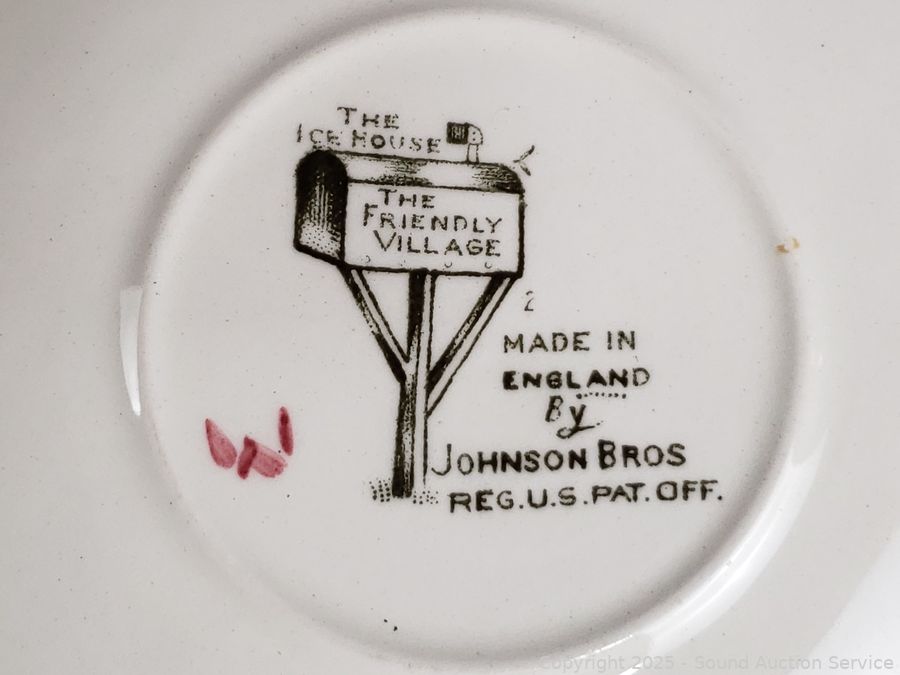 THE
ICE HOUSE
THE
FRIENDLY
VILLAGE
2
MADE IN
ENGLAND
By
JOHNSON BROS
REG.U.S.PAT.OFF.
W
Copyright 2025 - Sound Auction Service